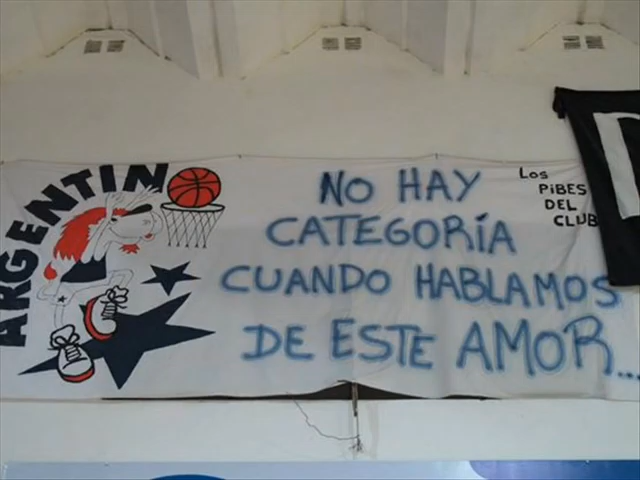 ARGENTINO
NO HAY
CATEGORÍA
CUANDO HABLAMOS
DE ESTE AMOR...
LOS
PIBES
DEL
CLUB